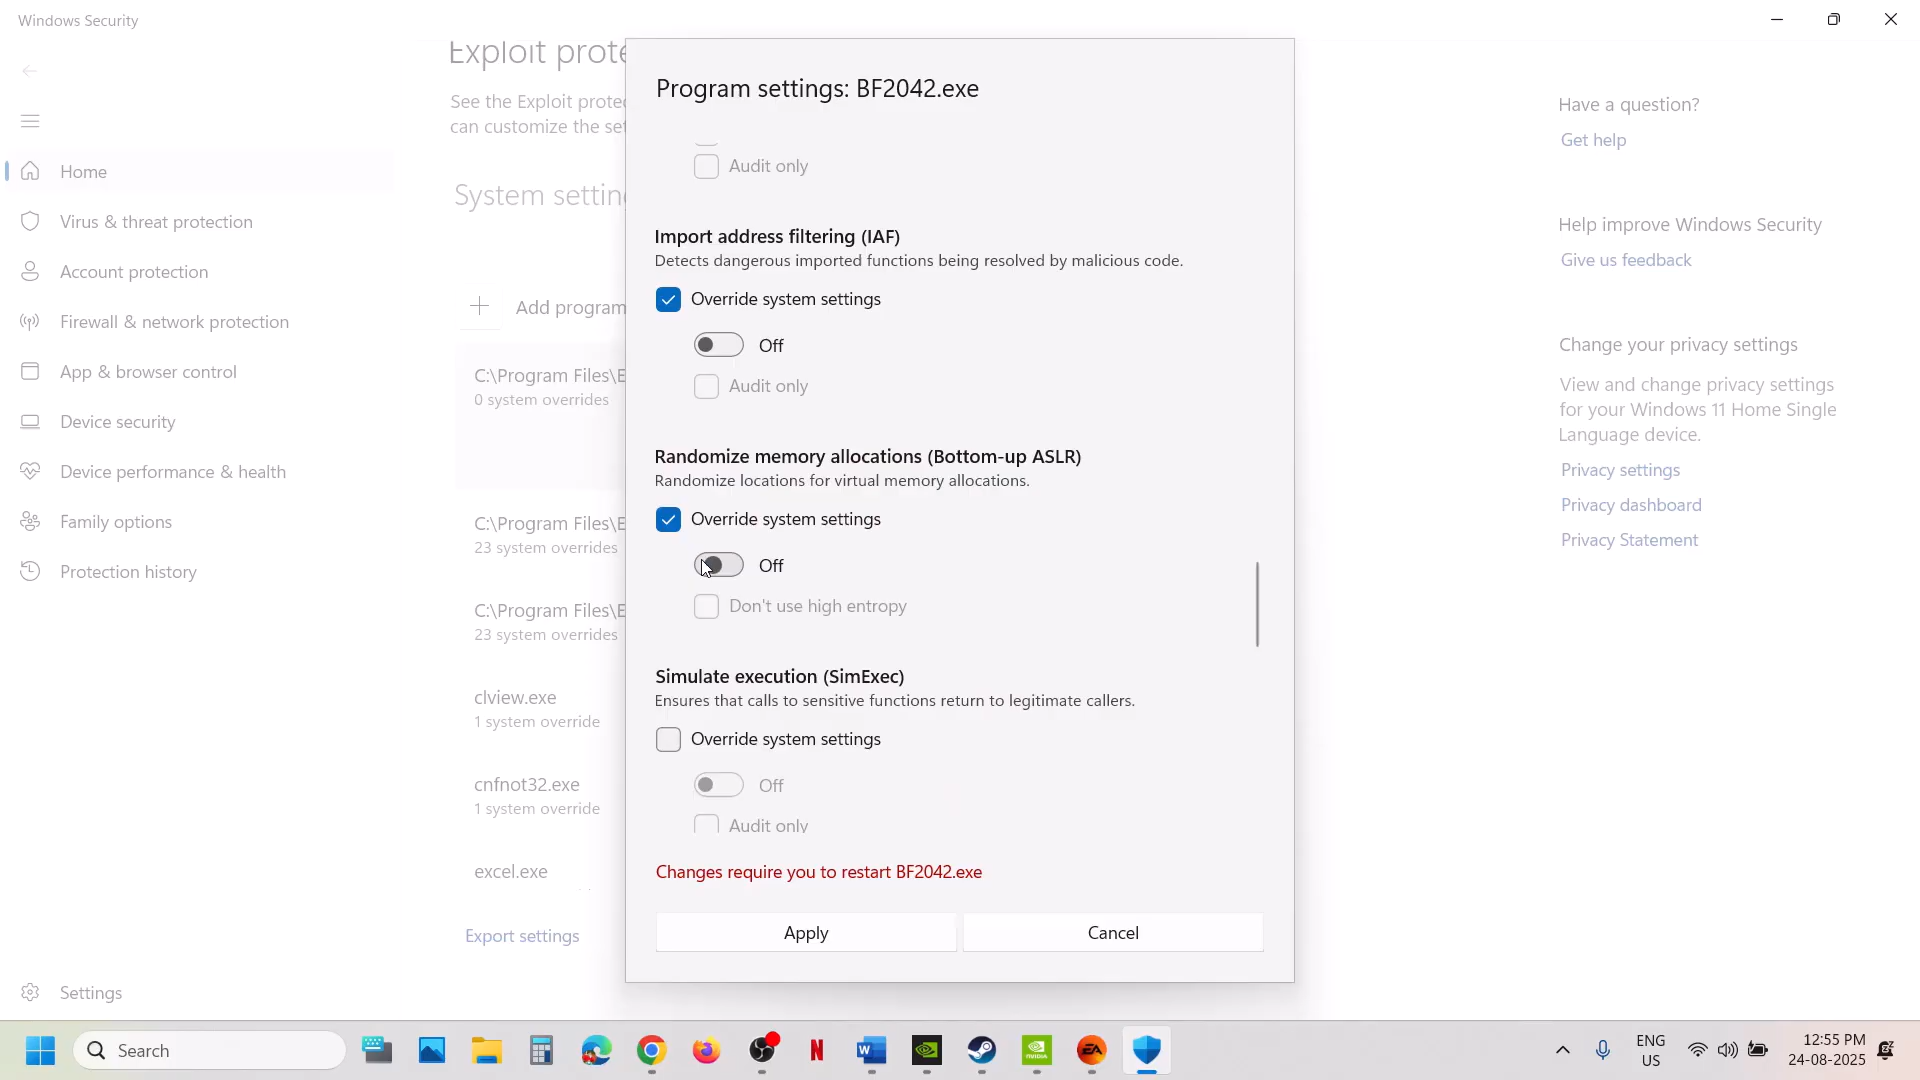 Windows Security
Home
Virus & threat protection
Account protection
Firewall & network protection
App & browser control
Device security
Device performance & health
Family options
Protection history
Settings
Exploit prote
See the Exploit protec
can customize the set
System setting
Add program
C:\Program Files\E
0 system overrides
C:\Program Files\E
23 system overrides
C:\Program Files\E
23 system overrides
clview.exe
1 system override
cnfnot32.exe
1 system override
excel.exe
Export settings
Program settings: BF2042.exe
Audit only
Import address filtering (IAF)
Detects dangerous imported functions being resolved by malicious code.
Override system settings
Off
Audit only
Randomize memory allocations (Bottom-up ASLR)
Randomize locations for virtual memory allocations.
Override system settings
Off
Don't use high entropy
Simulate execution (SimExec)
Ensures that calls to sensitive functions return to legitimate callers.
Override system settings
Off
Audit only
Changes require you to restart BF2042.exe
Apply
Cancel
Have a question?
Get help
Help improve Windows Security
Give us feedback
Change your privacy settings
View and change privacy settings
for your Windows 11 Home Single
Language device.
Privacy settings
Privacy dashboard
Privacy Statement
Search
ENG
US
12:55 PM
24-08-2025